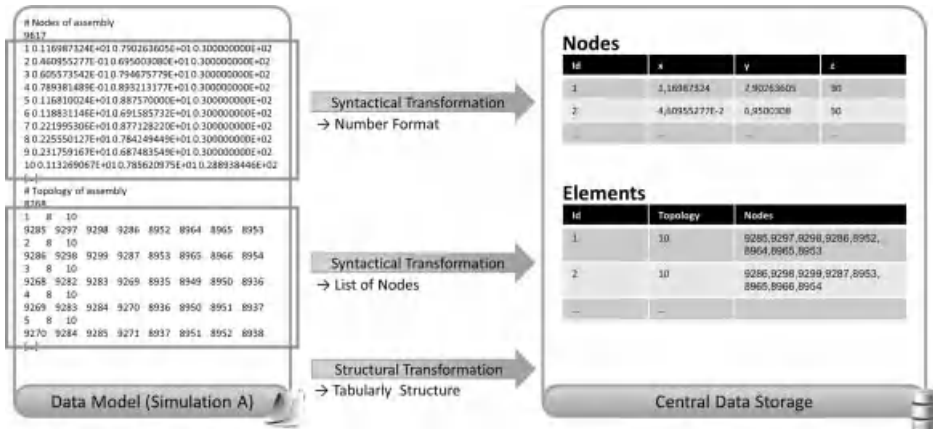 # Nodes of assembly
9617
1 0.116987324E+01 0.790263605E+01 0.300000000E+02
2 0.460955277E-01 0.695003080E+01 0.300000000E+02
3 0.605573542E-01 0.794675779E+01 0.300000000E+02
4 0.789381489E-01 0.893213177E+01 0.300000000E+02
5 0.116810024E+01 0.887570000E+01 0.300000000E+02
6 0.118831146E+01 0.691585732E+01 0.300000000E+02
7 0.221995306E+01 0.877128220E+01 0.300000000E+02
8 0.225550127E+01 0.784249449E+01 0.300000000E+02
9 0.231759167E+01 0.687483549E+01 0.300000000E+02
10 0.113269067E+01 0.785620975E+01 0.288938446E+02
[...]
# Topology of assembly
8268
1 8 10
9285 9297 9298 9286 8952 8964 8965 8953
2 8 10
9286 9298 9299 9287 8953 8965 8966 8954
3 8 10
9268 9282 9283 9269 8935 8949 8950 8936
4 8 10
9269 9283 9284 9270 8936 8950 8951 8937
5 8 10
9270 9284 9285 9271 8937 8951 8952 8938
[...]
Data Model (Simulation A)
Syntactical Transformation
→ Number Format
Syntactical Transformation
→ List of Nodes
Structural Transformation
→ Tabularly Structure
Nodes
Id x y z
1 1,16987324 7,90263605 30
2 4,60955277E-2 6,9500308 30
... ... ... ...
Elements
Id Topology Nodes
1 10 9285,9297,9298,9286,8952,
8964,8965,8953
2 10 9286,9298,9299,9287,8953,
8965,8966,8954
... ...
Central Data Storage